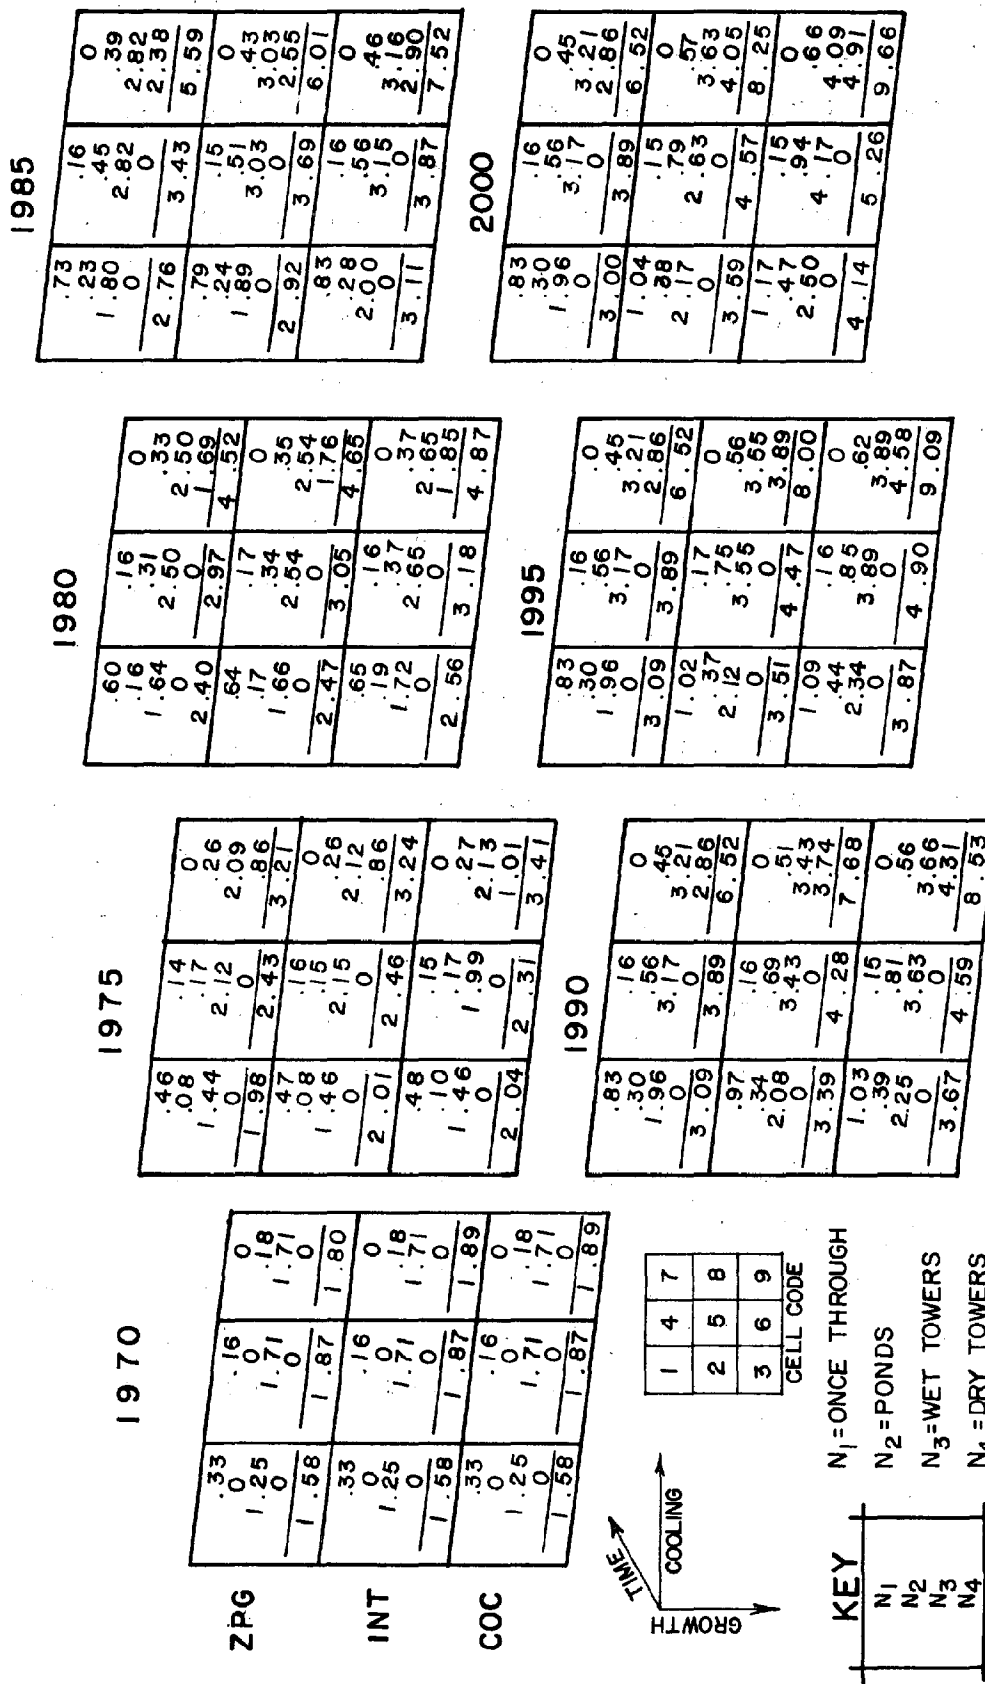 1970
ZPG
.33 .16 0
0 0 .18
1.25 1.71 1.71
0 0 0
1.58 1.87 1.80
INT
.33 .16 0
0 0 .18
1.25 1.71 1.71
0 0 0
1.58 1.87 1.89
COC
.33 .16 0
0 0 .18
1.25 1.71 1.71
0 0 0
1.58 1.87 1.89
1975
.46 .14 0
.08 .17 .26
1.44 2.12 2.09
0 0 .86
1.98 2.43 3.21
.47 .16 0
.08 .15 .26
1.46 2.15 2.12
0 0 .86
2.01 2.46 3.24
.48 .15 0
.10 .17 .27
1.46 1.99 2.13
0 0 1.01
2.04 2.31 3.41
1980
.60 .16 0
.16 .31 .33
1.64 2.50 2.50
0 0 1.69
2.40 2.97 4.52
.64 .17 0
.17 .34 .35
1.66 2.54 2.54
0 0 1.76
2.47 3.05 4.65
.65 .16 0
.19 .37 .37
1.72 2.65 2.65
0 0 1.85
2.56 3.18 4.87
1985
.73 .16 0
.23 .45 .39
1.80 2.82 2.82
0 0 2.38
2.76 3.43 5.59
.79 .15 0
.24 .51 .43
1.89 3.03 3.03
0 0 2.55
2.92 3.69 6.01
.83 .16 0
.28 .56 .46
2.00 3.15 3.16
0 0 2.90
3.11 3.87 7.52
1990
.83 .16 0
.30 .56 .45
1.96 3.17 3.21
0 0 2.86
3.09 3.89 6.52
.97 .16 0
.34 .69 .51
2.08 3.43 3.43
0 0 3.74
3.39 4.28 7.68
1.03 .15 0
.39 .81 .56
2.25 3.63 3.66
0 0 4.31
3.67 4.59 8.53
1995
.83 .16 .0
.30 .56 .45
1.96 3.17 3.21
0 0 2.86
3.09 3.89 6.52
1.02 .17 0
.37 .75 .56
2.12 3.55 3.55
0 0 3.89
3.51 4.47 8.00
1.09 .16 0
.44 .85 .62
2.34 3.89 3.89
0 0 4.58
3.87 4.90 9.09
2000
.83 .16 0
.30 .56 .45
1.96 3.17 3.21
0 0 2.86
3.00 3.89 6.52
1.04 .15 0
.38 .79 .57
2.17 2.63 3.63
0 0 4.05
3.59 4.57 8.25
1.17 .15 0
.47 .94 .66
2.50 4.17 4.09
0 0 4.91
4.14 5.26 9.66
TIME
COOLING
GROWTH
1 4 7
2 5 8
3 6 9
CELL CODE
KEY
N1
N2
N3
N4
N1=ONCE THROUGH
N2=PONDS
N3=WET TOWERS
N4=DRY TOWERS